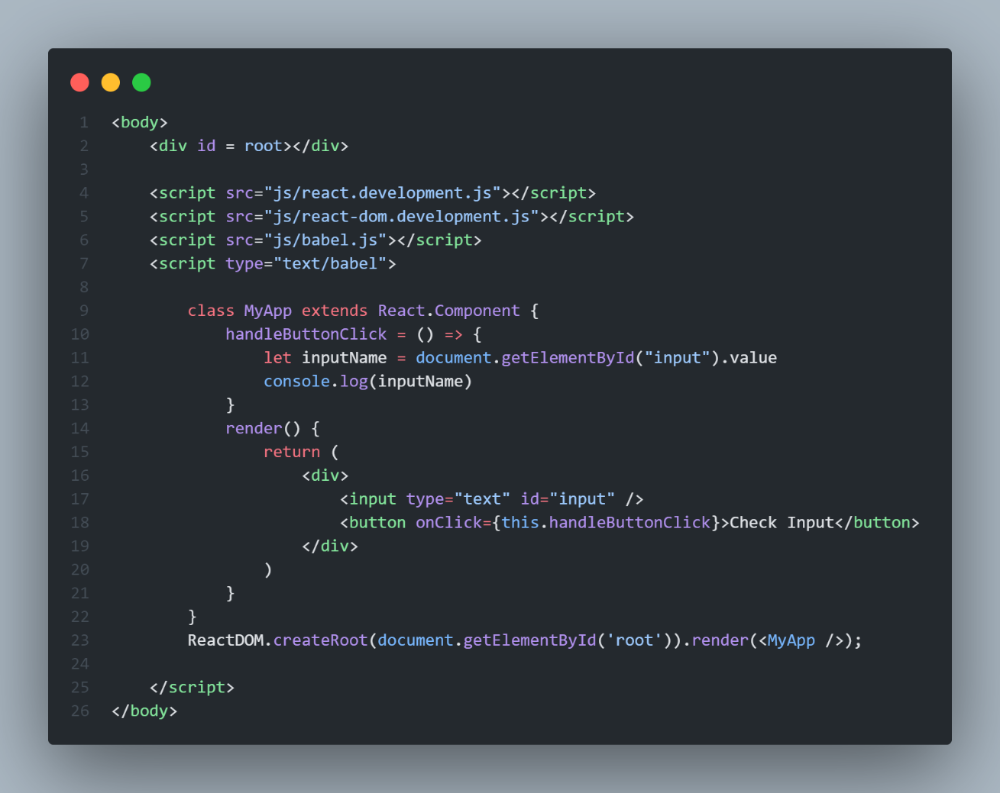 1 <body>
2     <div id = root></div>
3
4     <script src="js/react.development.js"></script>
5     <script src="js/react-dom.development.js"></script>
6     <script src="js/babel.js"></script>
7     <script type="text/babel">
8
9         class MyApp extends React.Component {
10             handleButtonClick = () => {
11                 let inputName = document.getElementById("input").value
12                 console.log(inputName)
13             }
14             render() {
15                 return (
16                     <div>
17                         <input type="text" id="input" />
18                         <button onClick={this.handleButtonClick}>Check Input</button>
19                     </div>
20                 )
21             }
22         }
23         ReactDOM.createRoot(document.getElementById('root')).render(<MyApp />);
24
25     </script>
26 </body>